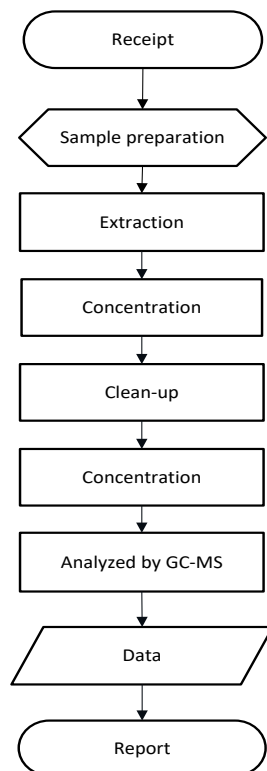 Receipt
Sample preparation
Extraction
Concentration
Clean-up
Concentration
Analyzed by GC-MS
Data
Report